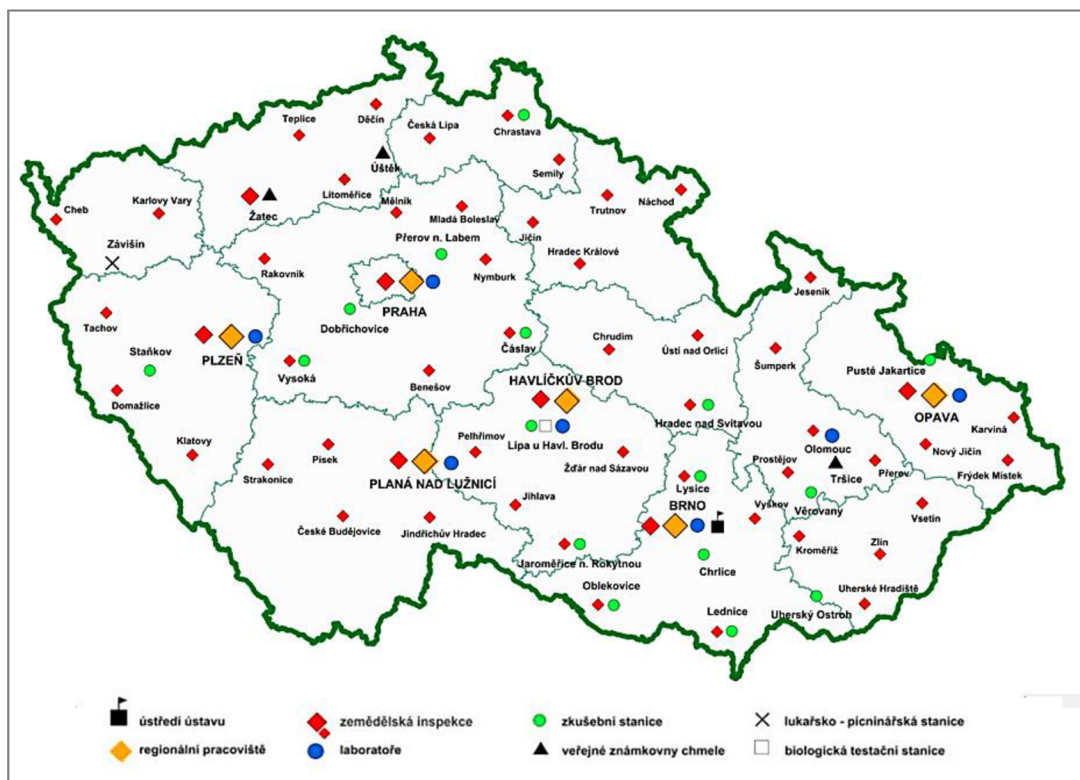 Děčín
Teplice
Česká Lípa
Chrastava
Úštěk
Semily
Litoměřice
Karlovy Vary
Cheb
Žatec
Mělník
Mladá Boleslav
Trutnov
Náchod
Jičín
Závišín
Přerov n. Labem
Hradec Králové
Rakovník
Nymburk
Jeseník
PRAHA
Tachov
Dobřichovice
Staňkov
PLZEŇ
Čáslav
Chrudim
Ústí nad Orlicí
Šumperk
Vysoká
Benešov
HAVLÍČKŮV BROD
Pusté Jakartice
Domažlice
OPAVA
Hradec nad Svitavou
Karviná
Klatovy
Písek
Pelhřimov
Lípa u Havl. Brodu
Olomouc
Nový Jičín
Strakonice
PLANÁ NAD LUŽNICÍ
Žďár nad Sázavou
Prostějov
Tršice
Přerov
Frýdek Místek
Lysice
Jihlava
BRNO
Vyškov
Věrovany
Vsetín
České Budějovice
Jindřichův Hradec
Kroměříž
Zlín
Jaroměřice n. Rokytnou
Chrlice
Oblekovice
Uherské Hradiště
Lednice
Uherský Ostroh
ústředí ústavu
zemědělská inspekce
zkušební stanice
lukařsko - picninářská stanice
regionální pracoviště
laboratoře
veřejné známkovny chmele
biologická testační stanice